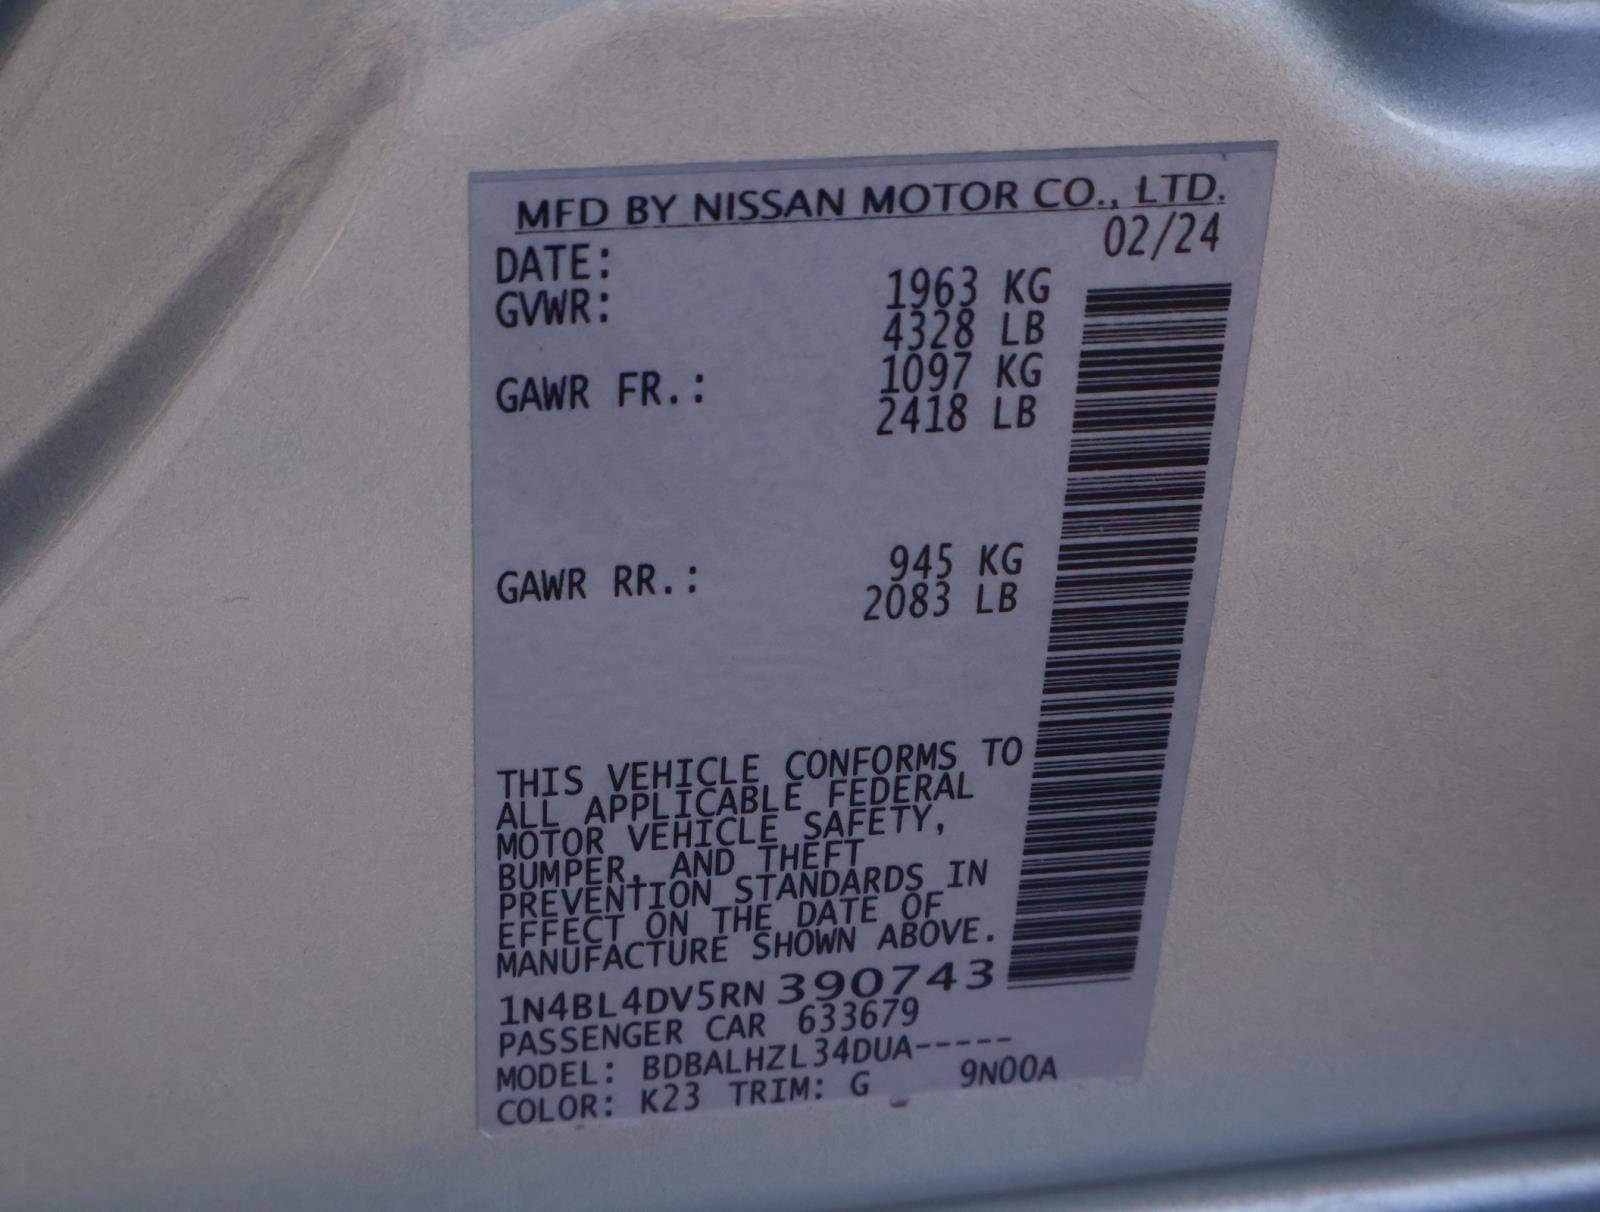 MFD BY NISSAN MOTOR CO., LTD.
DATE: 02/24
GVWR: 1963 KG
4328 LB
GAWR FR.: 1097 KG
2418 LB
GAWR RR.: 945 KG
2083 LB
THIS VEHICLE CONFORMS TO
ALL APPLICABLE FEDERAL
MOTOR VEHICLE SAFETY,
BUMPER, AND THEFT
PREVENTION STANDARDS IN
EFFECT ON THE DATE OF
MANUFACTURE SHOWN ABOVE.
1N4BL4DV5RN390743
PASSENGER CAR 633679
MODEL: BDBALHZL34DUA-----
COLOR: K23 TRIM: G 9N00A